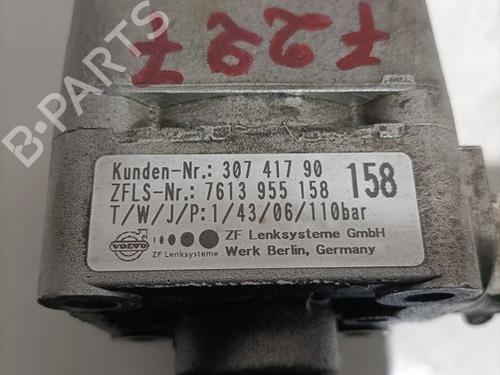 F227
B-PARTS
Kunden-Nr.: 307 417 90
ZFLS-Nr.: 7613 955 158
158
T/W/J/P:1/43/06/110bar
VOLVO
ZF Lenksysteme
ZF Lenksysteme GmbH
Werk Berlin, Germany